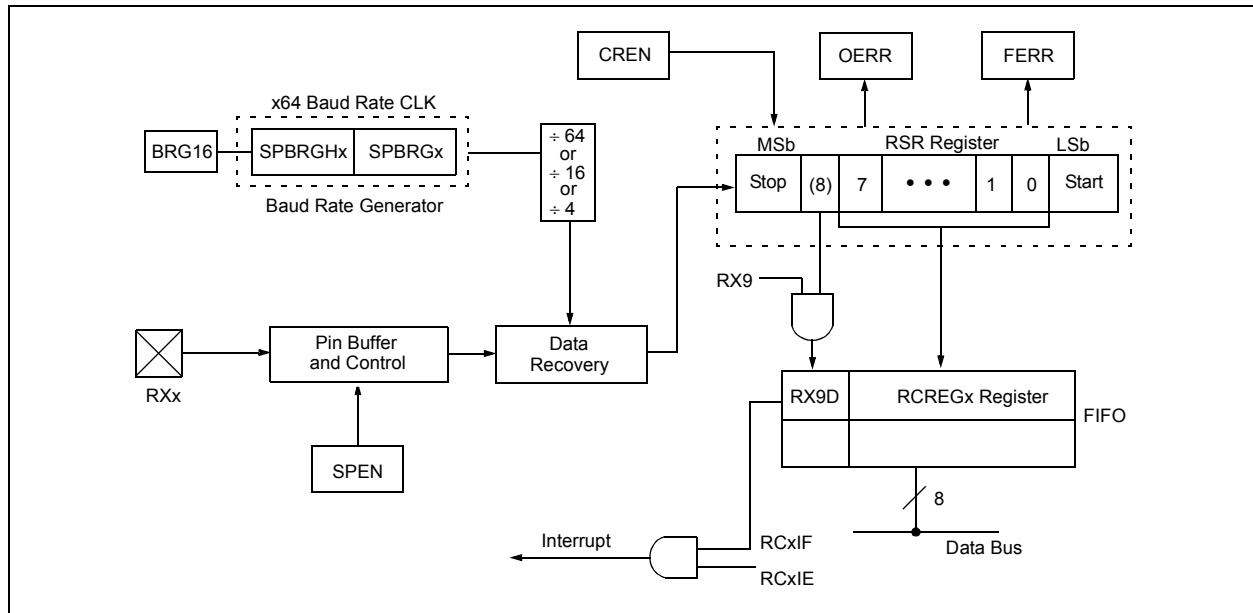 CREN
OERR
FERR
x64 Baud Rate CLK
BRG16
SPBRGHx
SPBRGx
Baud Rate Generator
÷ 64
or
÷ 16
or
÷ 4
MSb
RSR Register
LSb
Stop
(8)
7
• • •
1
0
Start
RX9
Pin Buffer
and Control
Data
Recovery
RXx
SPEN
RX9D
RCREGx Register
FIFO
8
Data Bus
Interrupt
RCxIF
RCxIE